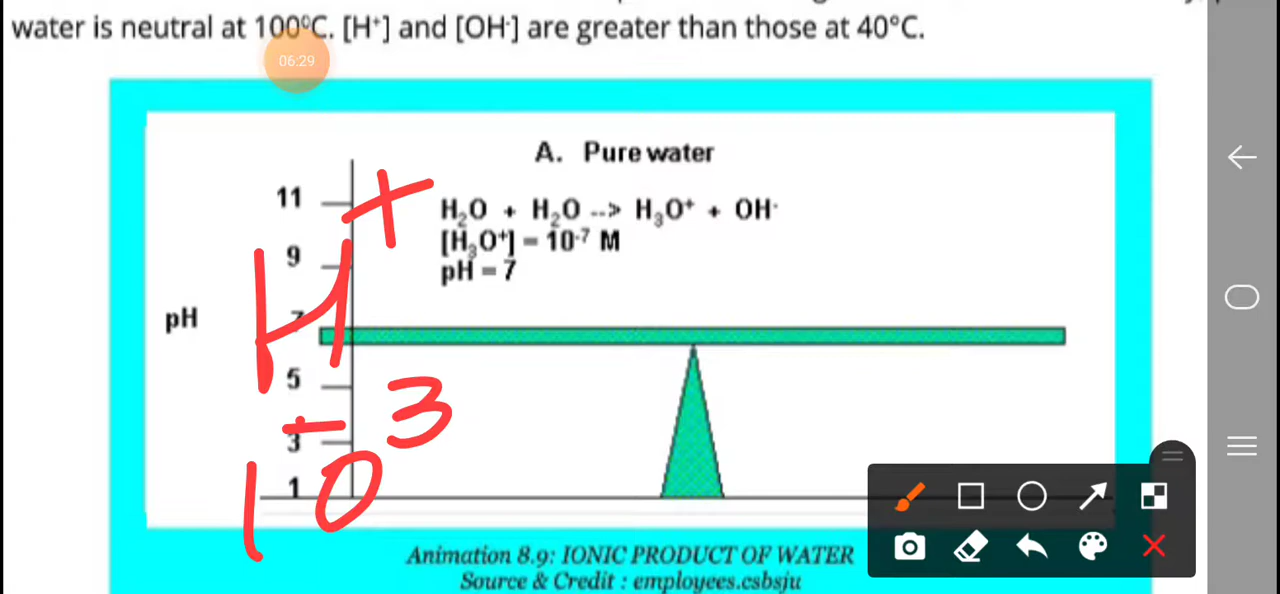 water is neutral at 100°C. [H⁺] and [OH⁻] are greater than those at 40°C.
06:29
A. Pure water
H₂O + H₂O --> H₃O⁺ + OH⁻
[H₃O⁺] = 10⁻⁷ M
pH = 7
11
9
pH
7
5
3
1
H⁺
10⁻³
Animation 8.9: IONIC PRODUCT OF WATER
Source & Credit : employees.csbsju